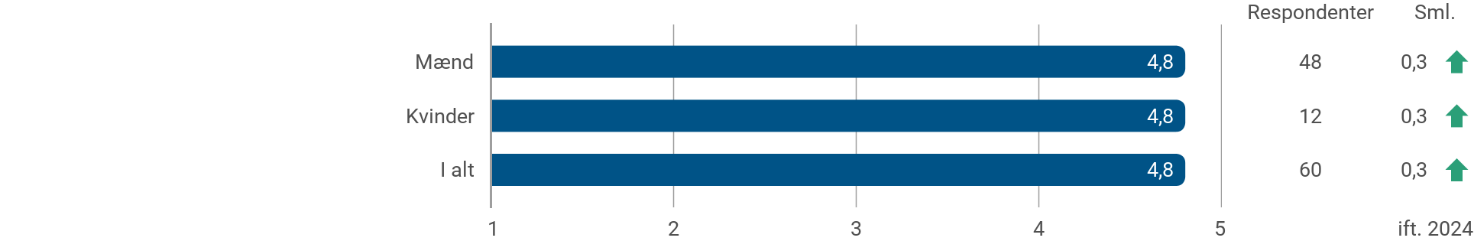 Respondenter Sml.
Mænd 4,8 48 0,3
Kvinder 4,8 12 0,3
I alt 4,8 60 0,3
1 2 3 4 5 ift. 2024